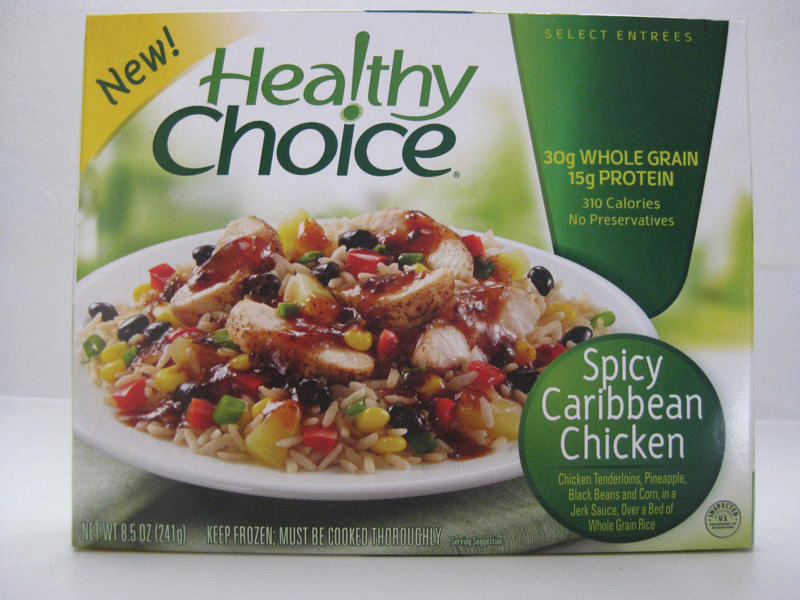 New!
Healthy
Choice®
SELECT ENTRÉES
30g WHOLE GRAIN
15g PROTEIN
310 Calories
No Preservatives
Spicy
Caribbean
Chicken
Chicken Tenderloins, Pineapple,
Black Beans and Corn, in a
Jerk Sauce, Over a Bed of
Whole Grain Rice
NET WT 8.5 OZ (241g) KEEP FROZEN; MUST BE COOKED THOROUGHLY Serving Suggestion
INSPECTED
U.S.